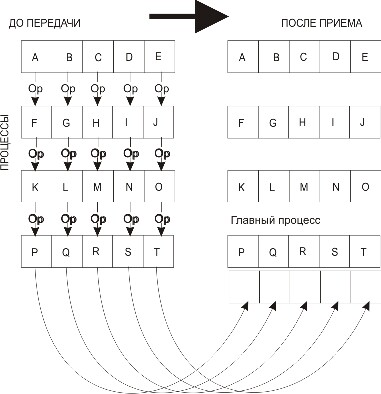 ДО ПЕРЕДАЧИ ПОСЛЕ ПРИЕМА
A B C D E A B C D E
Op Op Op Op Op
F G H I J F G H I J
ПРОЦЕССЫ
Op Op Op Op Op
K L M N O K L M N O
Op Op Op Op Op
Главный процесс
P Q R S T P Q R S T